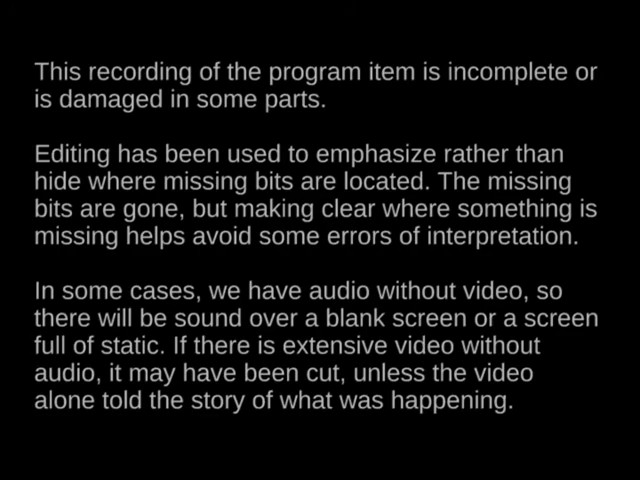 This recording of the program item is incomplete or
is damaged in some parts.
Editing has been used to emphasize rather than
hide where missing bits are located. The missing
bits are gone, but making clear where something is
missing helps avoid some errors of interpretation.
In some cases, we have audio without video, so
there will be sound over a blank screen or a screen
full of static. If there is extensive video without
audio, it may have been cut, unless the video
alone told the story of what was happening.